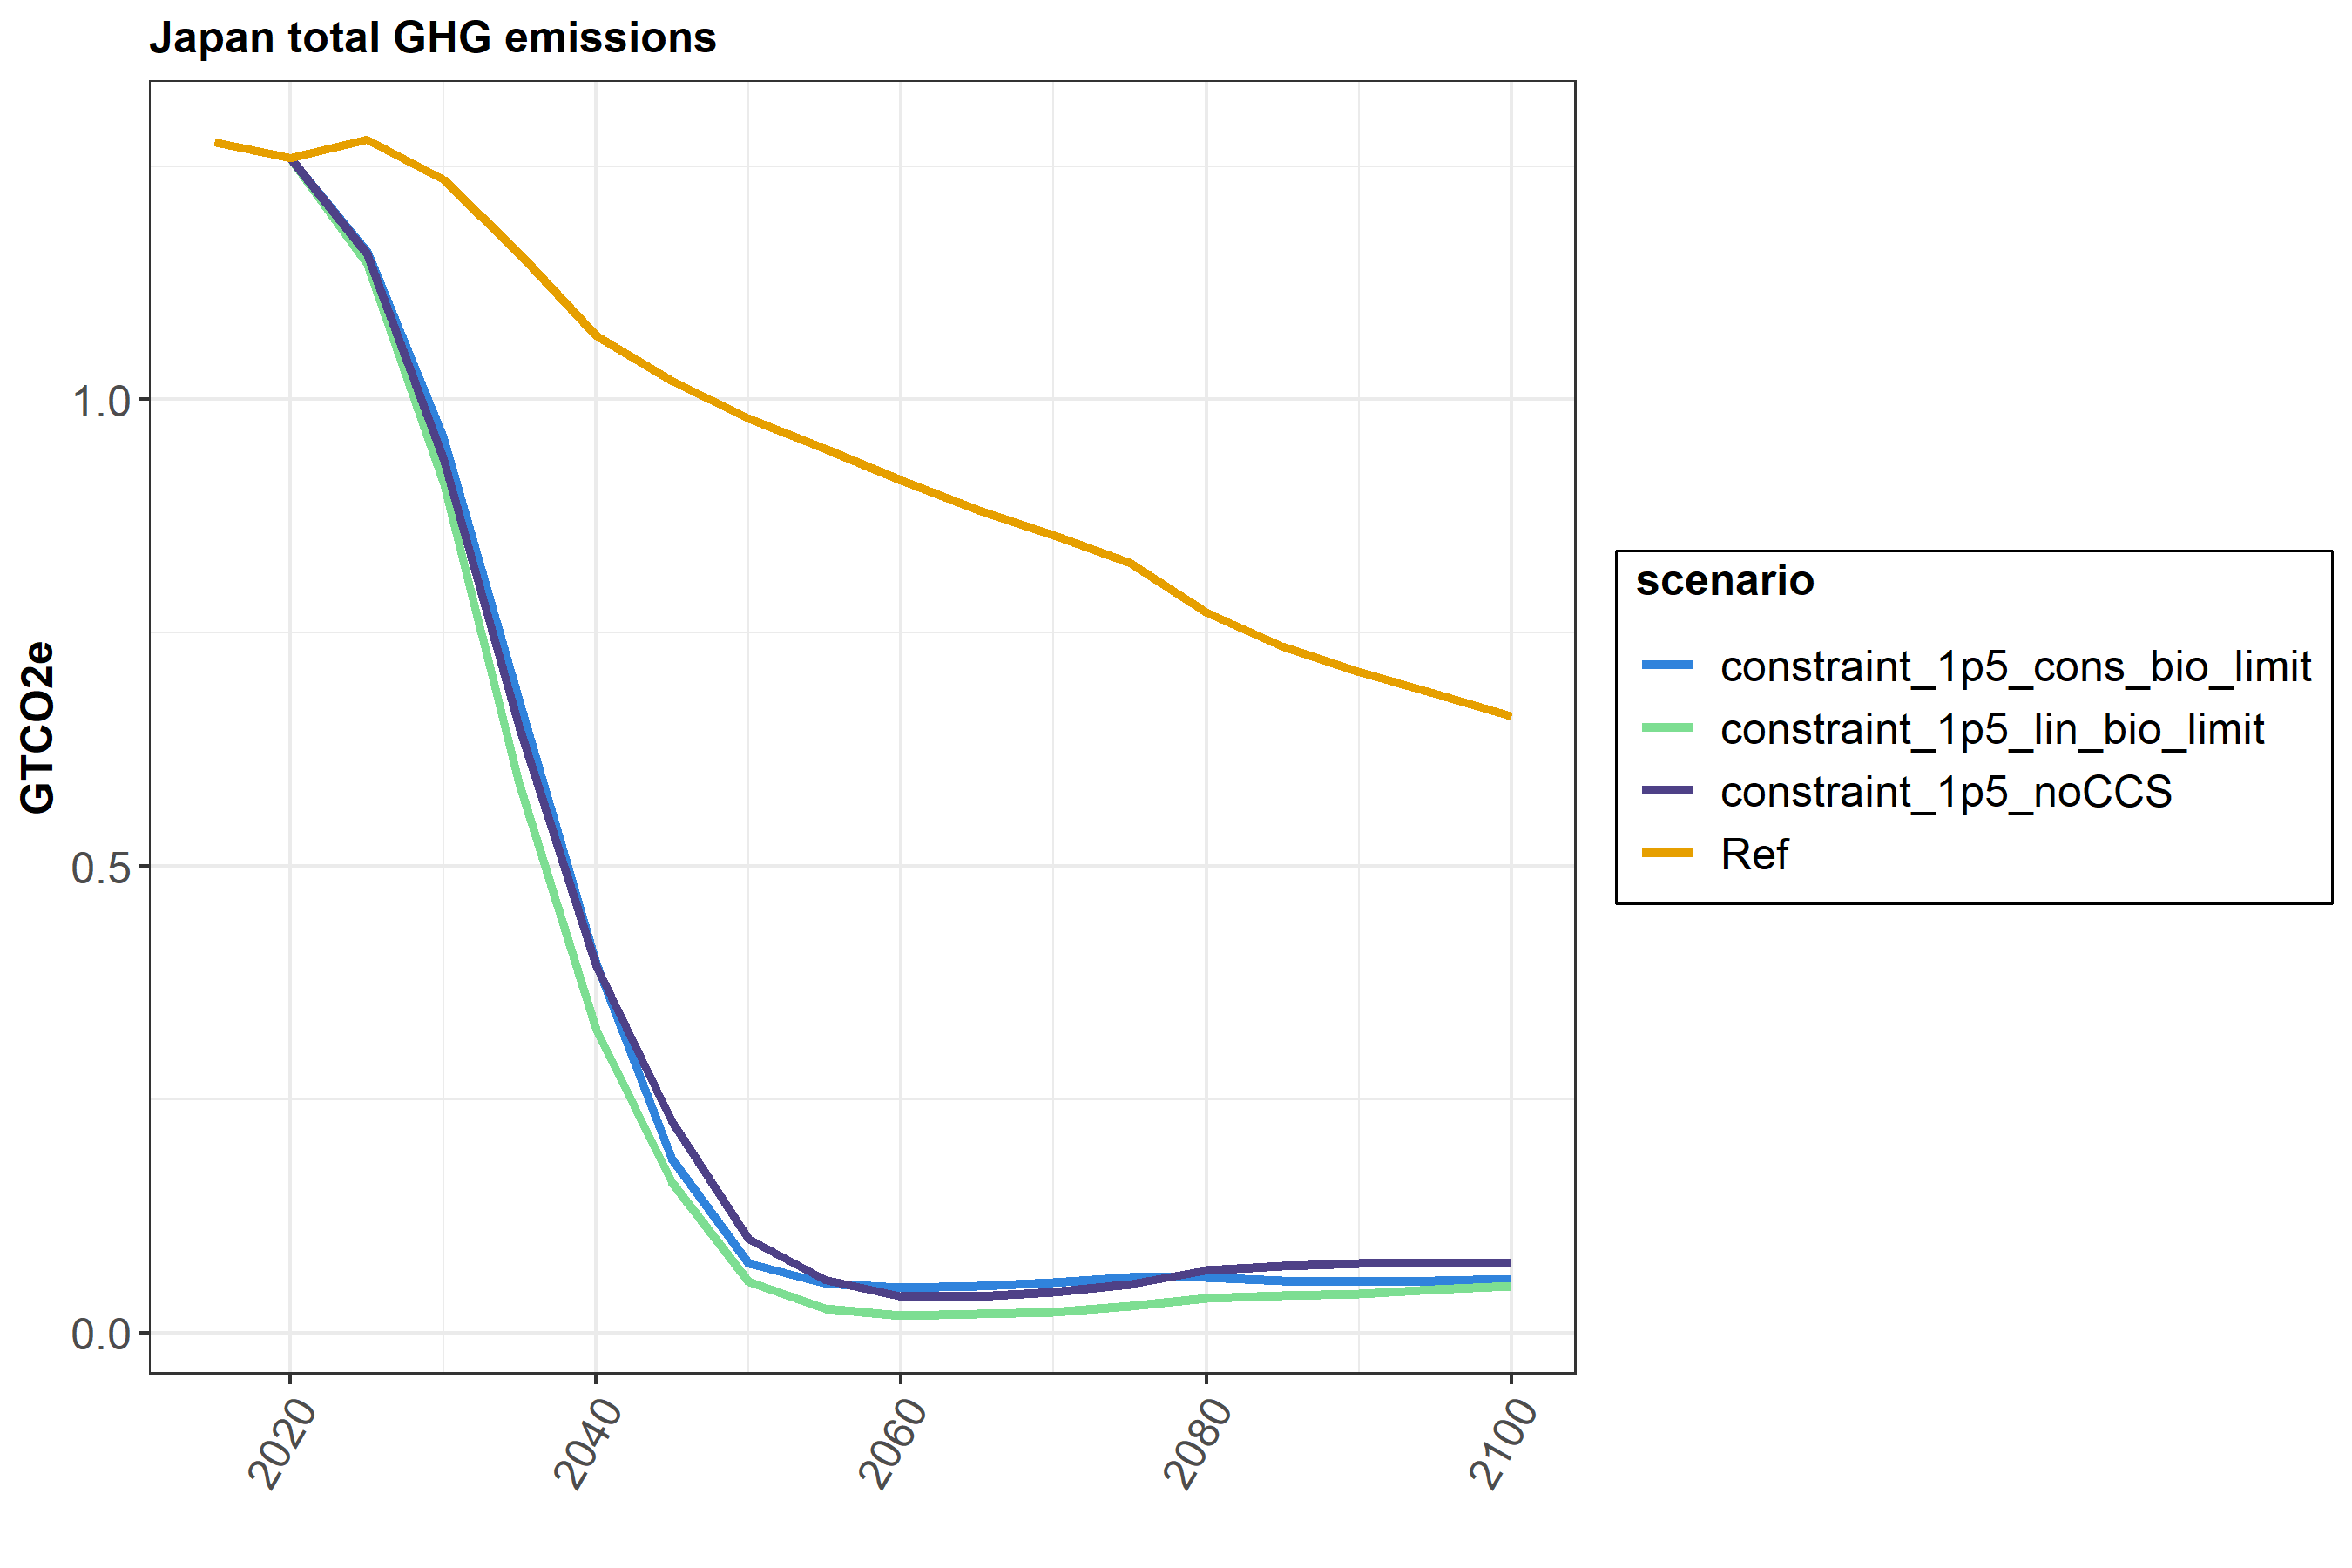 Japan total GHG emissions
GTCO2e
1.0
0.5
0.0
2020
2040
2060
2080
2100
scenario
constraint_1p5_cons_bio_limit
constraint_1p5_lin_bio_limit
constraint_1p5_noCCS
Ref